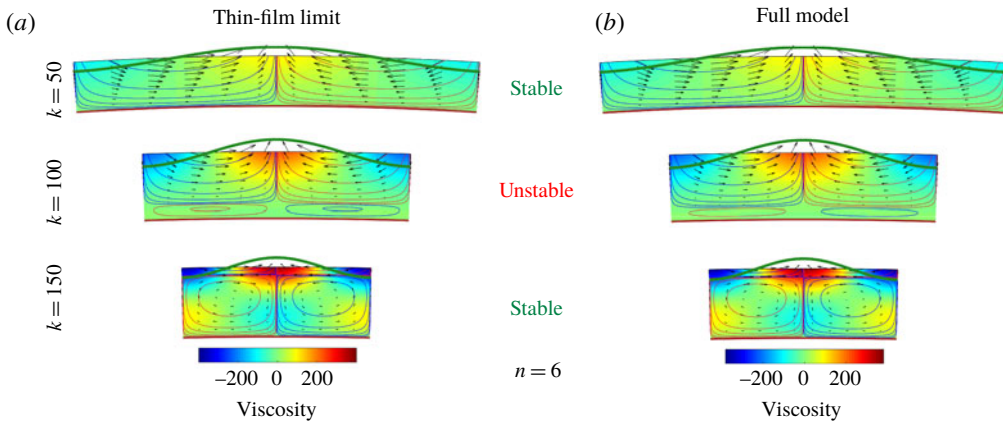 (a) Thin-film limit
(b) Full model
k = 50
Stable
k = 100
Unstable
k = 150
Stable
–200 0 200
Viscosity
n = 6
–200 0 200
Viscosity